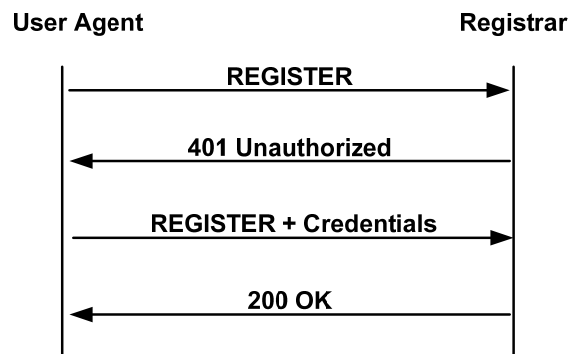 User Agent
Registrar
REGISTER
401 Unauthorized
REGISTER + Credentials
200 OK